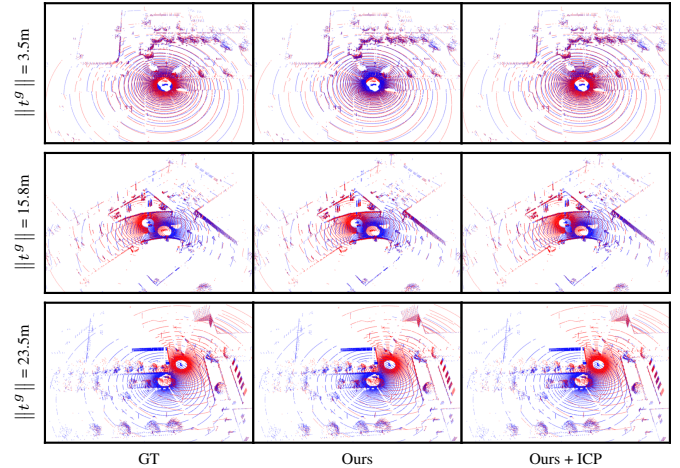 || t^g || = 3.5m
|| t^g || = 15.8m
|| t^g || = 23.5m
GT Ours Ours + ICP